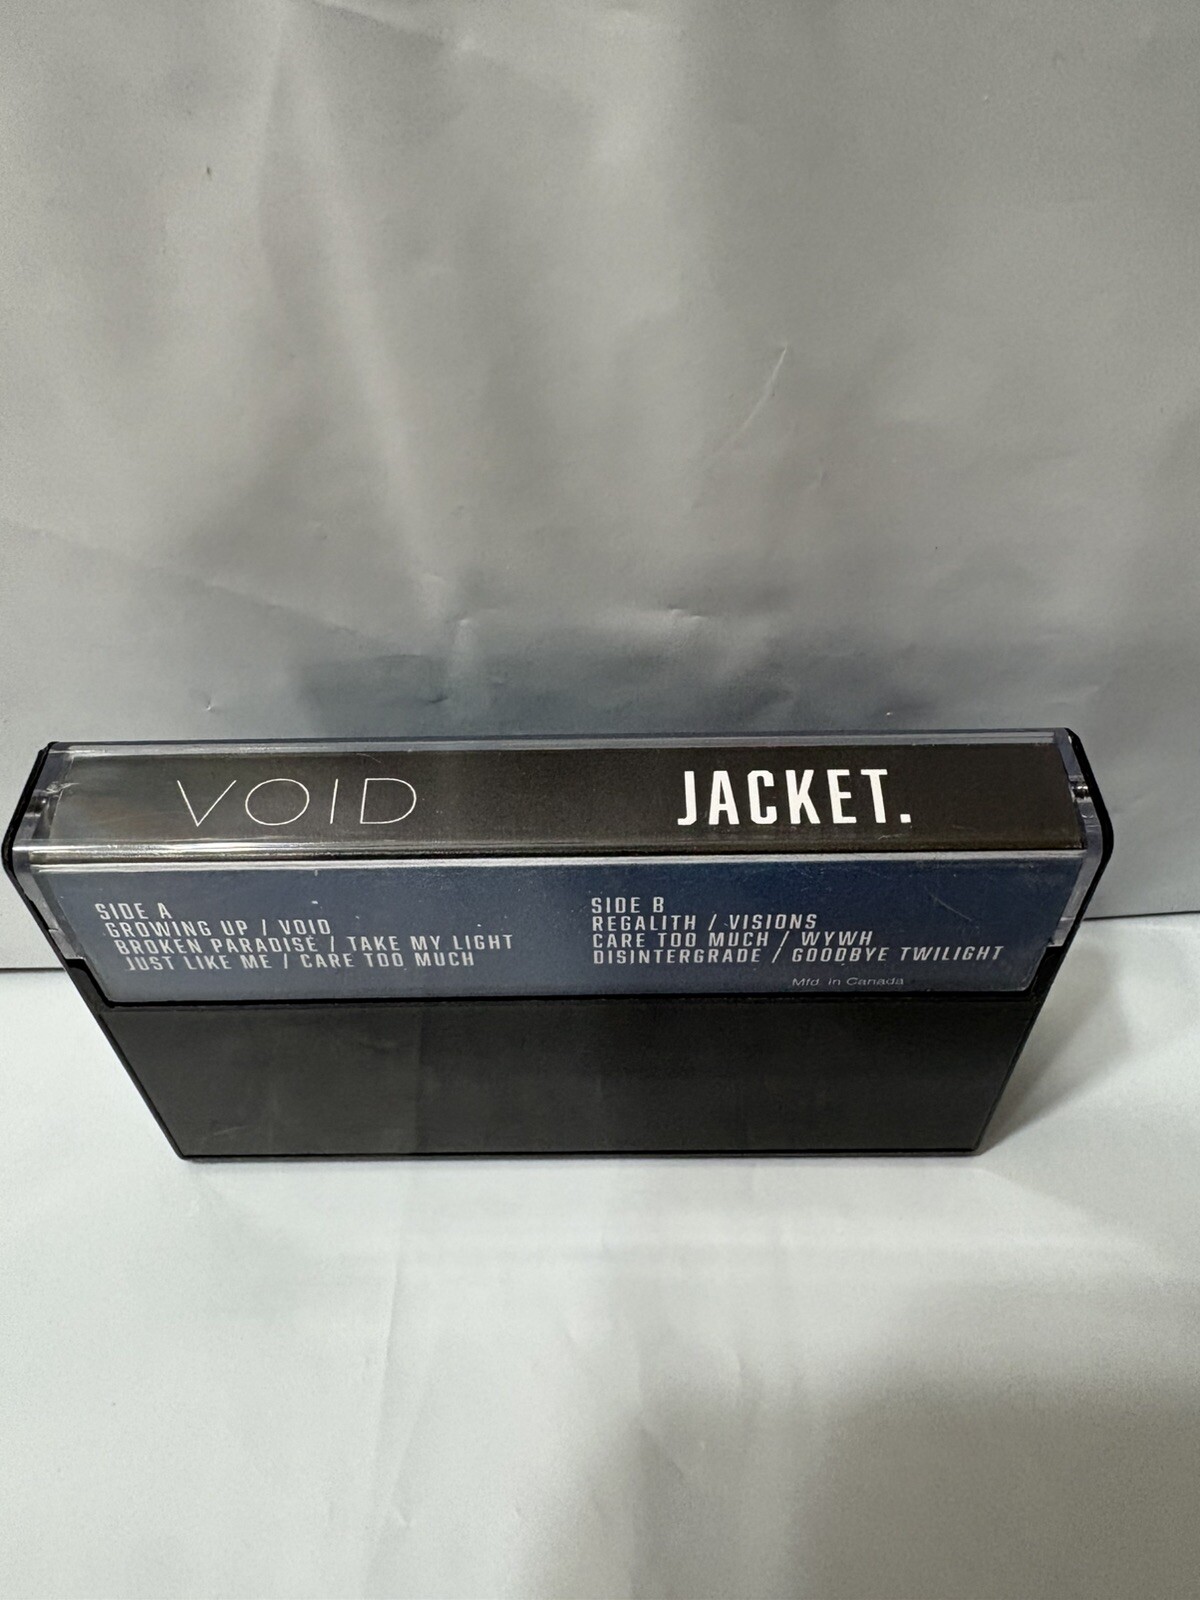 VOID
JACKET.
SIDE A
GROWING UP / VOID
BROKEN PARADISE / TAKE MY LIGHT
JUST LIKE ME / CARE TOO MUCH
SIDE B
REGALITH / VISIONS
CARE TOO MUCH / WYWH
DISINTERGRADE / GOODBYE TWILIGHT
Mfd. in Canada